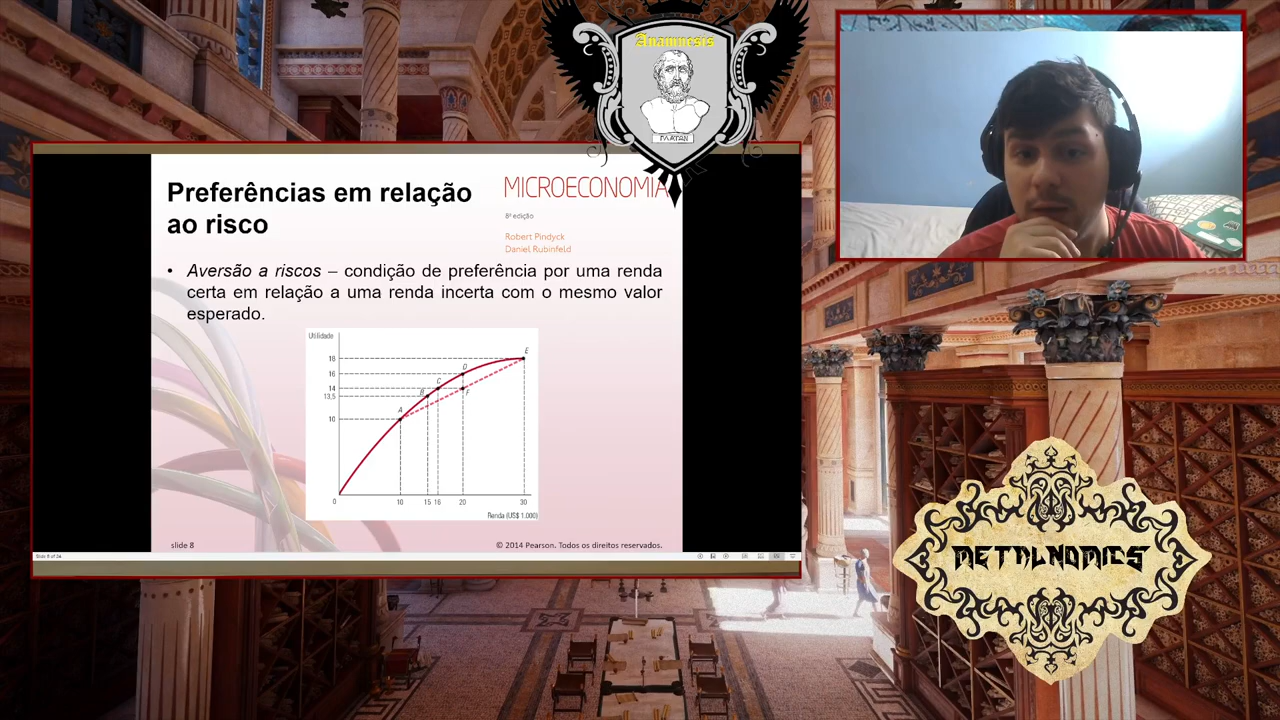 Anamnesis
PLATÃO
Preferências em relação
ao risco
MICROECONOMIA
8ª edição
Robert Pindyck
Daniel Rubinfeld
• Aversão a riscos – condição de preferência por uma renda
certa em relação a uma renda incerta com o mesmo valor
esperado.
Utilidade
E
18
D
16
C
14
F
B
13,5
A
10
0
10 15 16 20 30
Renda (US$ 1.000)
slide 8
© 2014 Pearson. Todos os direitos reservados.
METALNOMICS